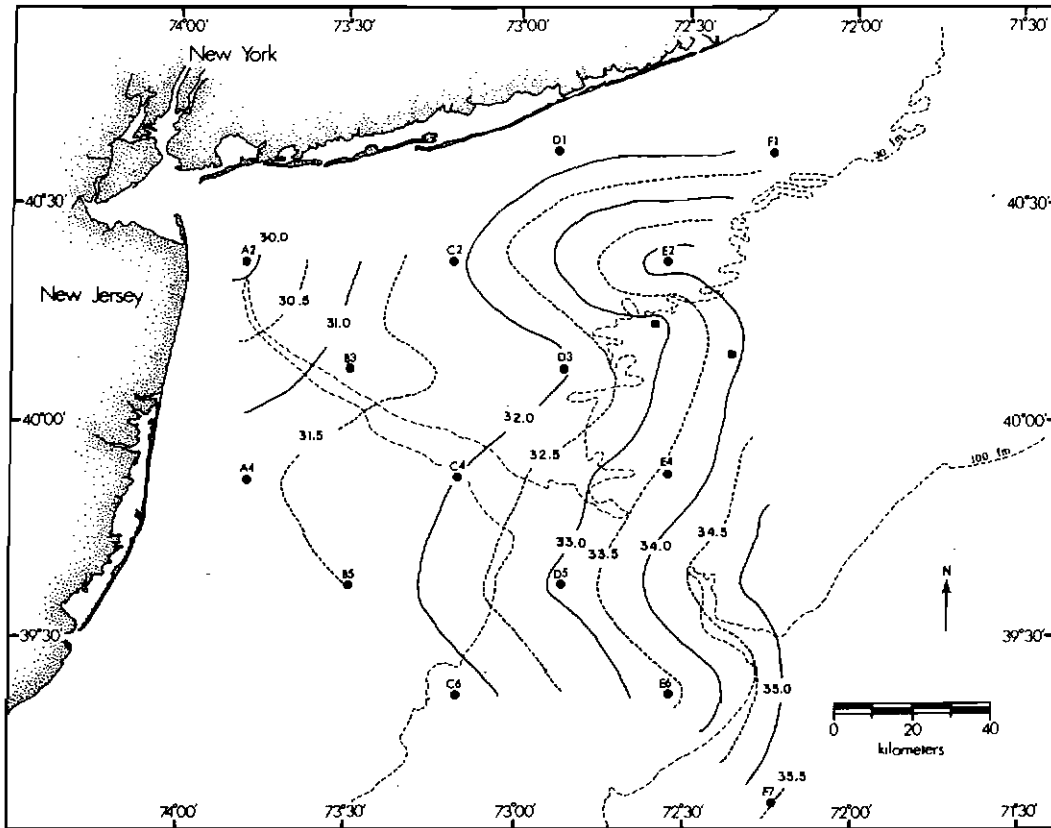 74°00' 73°30' 73°00' 72°30' 72°00' 71°30'
New York
D1 F1
30 fm
40°30' 40°30'
30.0
A2 C2 E2
New Jersey
30.5
31.0
B3 D3
32.0
40°00' 40°00'
31.5
32.5
100 fm
A4 C4 E4
33.0 33.5 34.0 34.5
B5 D5
N
39°30' 39°30'
C6 E6
35.0
0 20 40
kilometers
35.5
F7
74°00' 73°30' 73°00' 72°30' 72°00' 71°30'